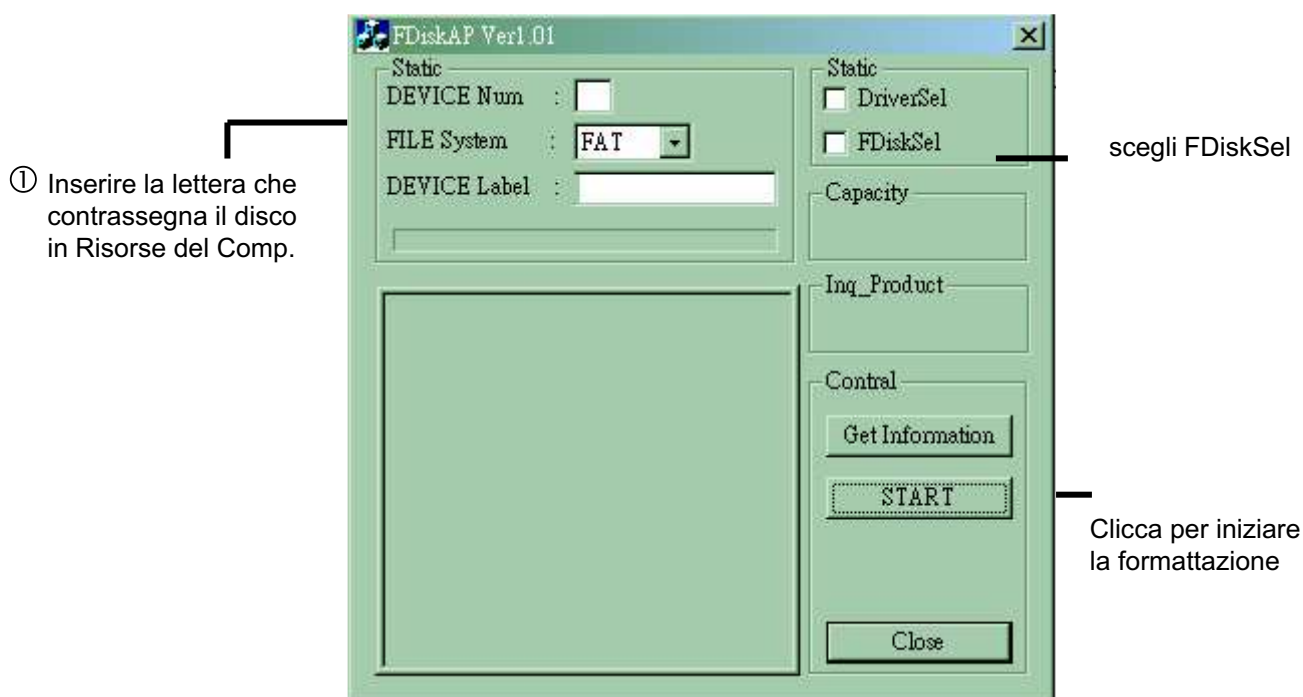 FDiskAP Ver1.01
Static
DEVICE Num :
FILE System : FAT
DEVICE Label :
Static
DriverSel
FDiskSel
Capacity
Inq_Product
Contral
Get Information
START
Close
① Inserire la lettera che
contrassegna il disco
in Risorse del Comp.
scegli FDiskSel
Clicca per iniziare
la formattazione